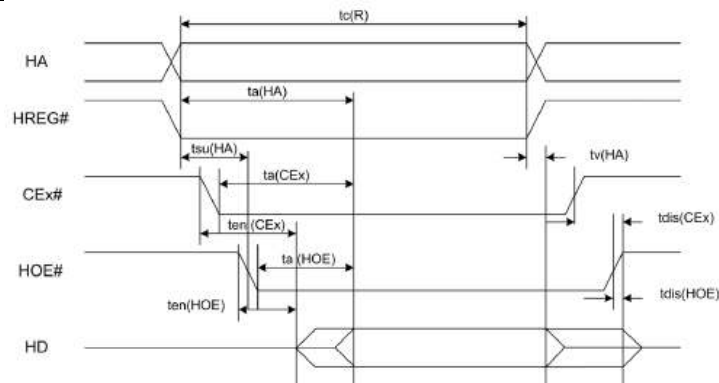 tc(R)
HA
ta(HA)
HREG#
tsu(HA)
tv(HA)
ta(CEx)
CEx#
ten(CEx)
tdis(CEx)
ta(HOE)
HOE#
ten(HOE)
tdis(HOE)
HD